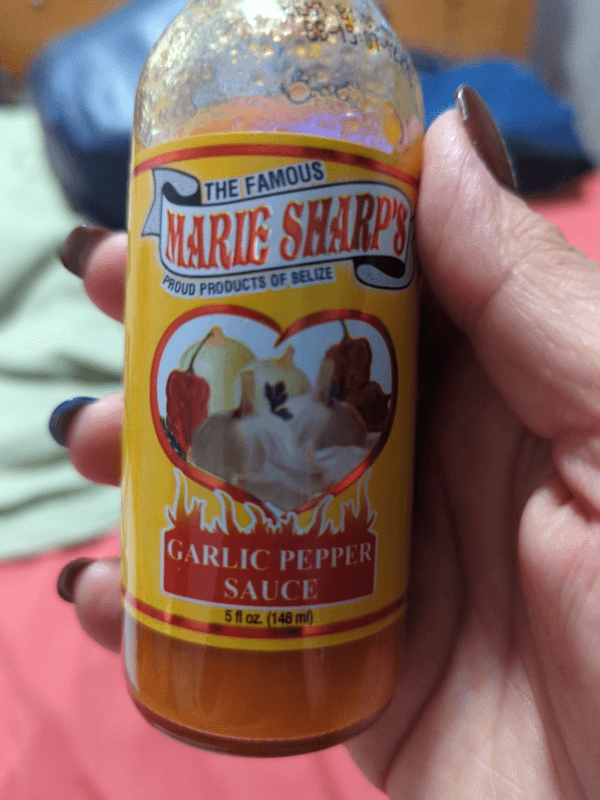 THE FAMOUS
MARIE SHARP'S
PROUD PRODUCTS OF BELIZE
GARLIC PEPPER
SAUCE
5 fl oz. (148 ml)